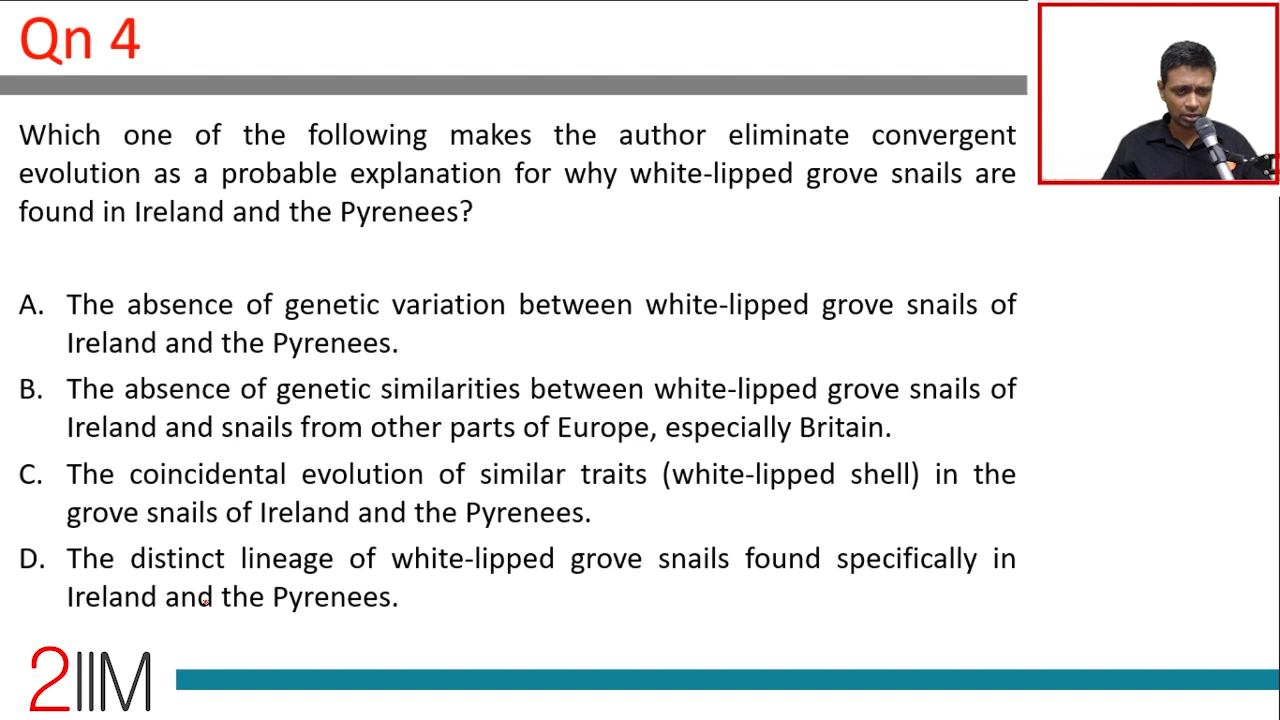 Qn 4
Which one of the following makes the author eliminate convergent
evolution as a probable explanation for why white-lipped grove snails are
found in Ireland and the Pyrenees?
A. The absence of genetic variation between white-lipped grove snails of
Ireland and the Pyrenees.
B. The absence of genetic similarities between white-lipped grove snails of
Ireland and snails from other parts of Europe, especially Britain.
C. The coincidental evolution of similar traits (white-lipped shell) in the
grove snails of Ireland and the Pyrenees.
D. The distinct lineage of white-lipped grove snails found specifically in
Ireland and the Pyrenees.
2IIM